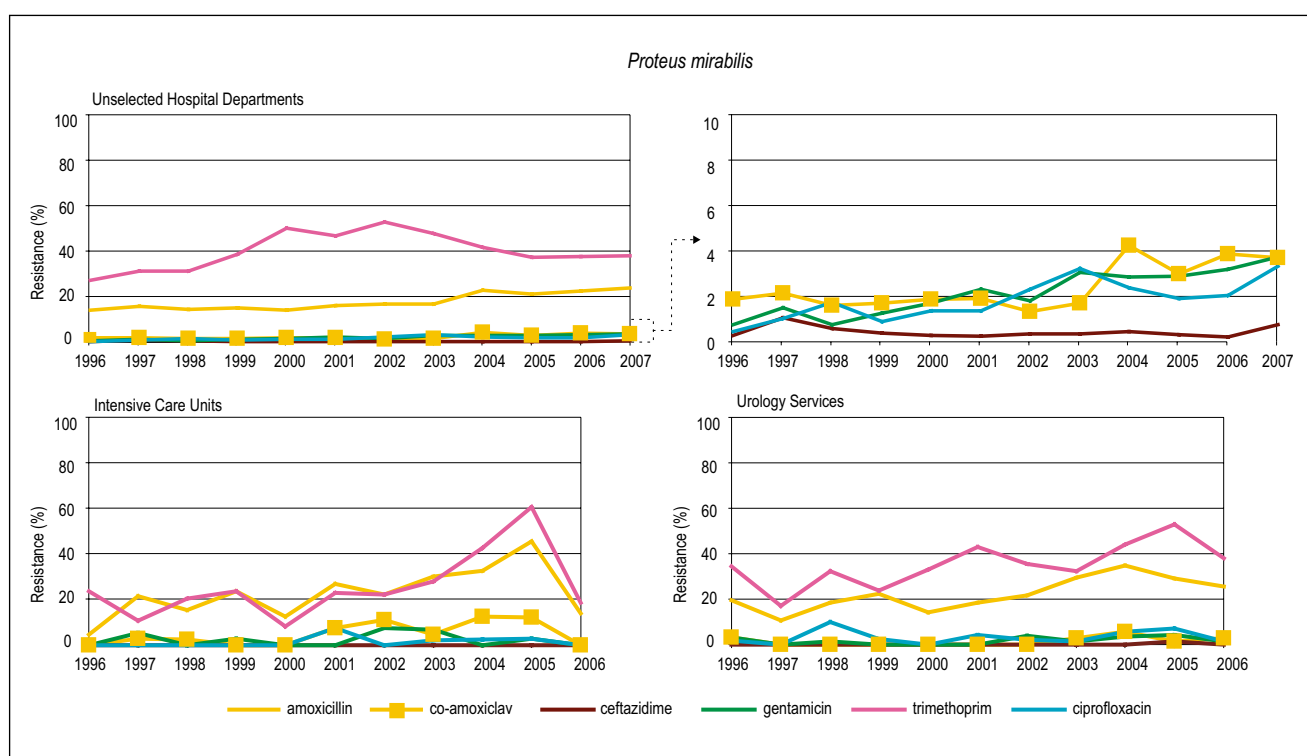 Proteus mirabilis
Unselected Hospital Departments
Resistance (%)
100
80
60
40
20
0
1996 1997 1998 1999 2000 2001 2002 2003 2004 2005 2006 2007
10
8
6
4
2
0
1996 1997 1998 1999 2000 2001 2002 2003 2004 2005 2006 2007
Intensive Care Units
Resistance (%)
100
80
60
40
20
0
1996 1997 1998 1999 2000 2001 2002 2003 2004 2005 2006
Urology Services
Resistance (%)
100
80
60
40
20
0
1996 1997 1998 1999 2000 2001 2002 2003 2004 2005 2006
amoxicillin co-amoxiclav ceftazidime gentamicin trimethoprim ciprofloxacin